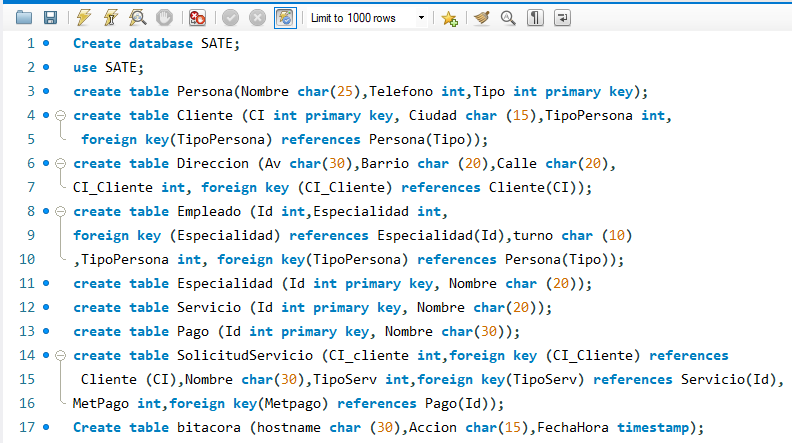 Limit to 1000 rows
1 Create database SATE;
2 use SATE;
3 create table Persona(Nombre char(25),Telefono int,Tipo int primary key);
4 create table Cliente (CI int primary key, Ciudad char (15),TipoPersona int,
5 foreign key(TipoPersona) references Persona(Tipo));
6 create table Direccion (Av char(30),Barrio char (20),Calle char(20),
7 CI_Cliente int, foreign key (CI_Cliente) references Cliente(CI));
8 create table Empleado (Id int,Especialidad int,
9 foreign key (Especialidad) references Especialidad(Id),turno char (10)
10 ,TipoPersona int, foreign key(TipoPersona) references Persona(Tipo));
11 create table Especialidad (Id int primary key, Nombre char (20));
12 create table Servicio (Id int primary key, Nombre char(20));
13 create table Pago (Id int primary key, Nombre char(30));
14 create table SolicitudServicio (CI_cliente int,foreign key (CI_Cliente) references
15 Cliente (CI),Nombre char(30),TipoServ int,foreign key(TipoServ) references Servicio(Id),
16 MetPago int,foreign key(Metpago) references Pago(Id));
17 Create table bitacora (hostname char (30),Accion char(15),FechaHora timestamp);